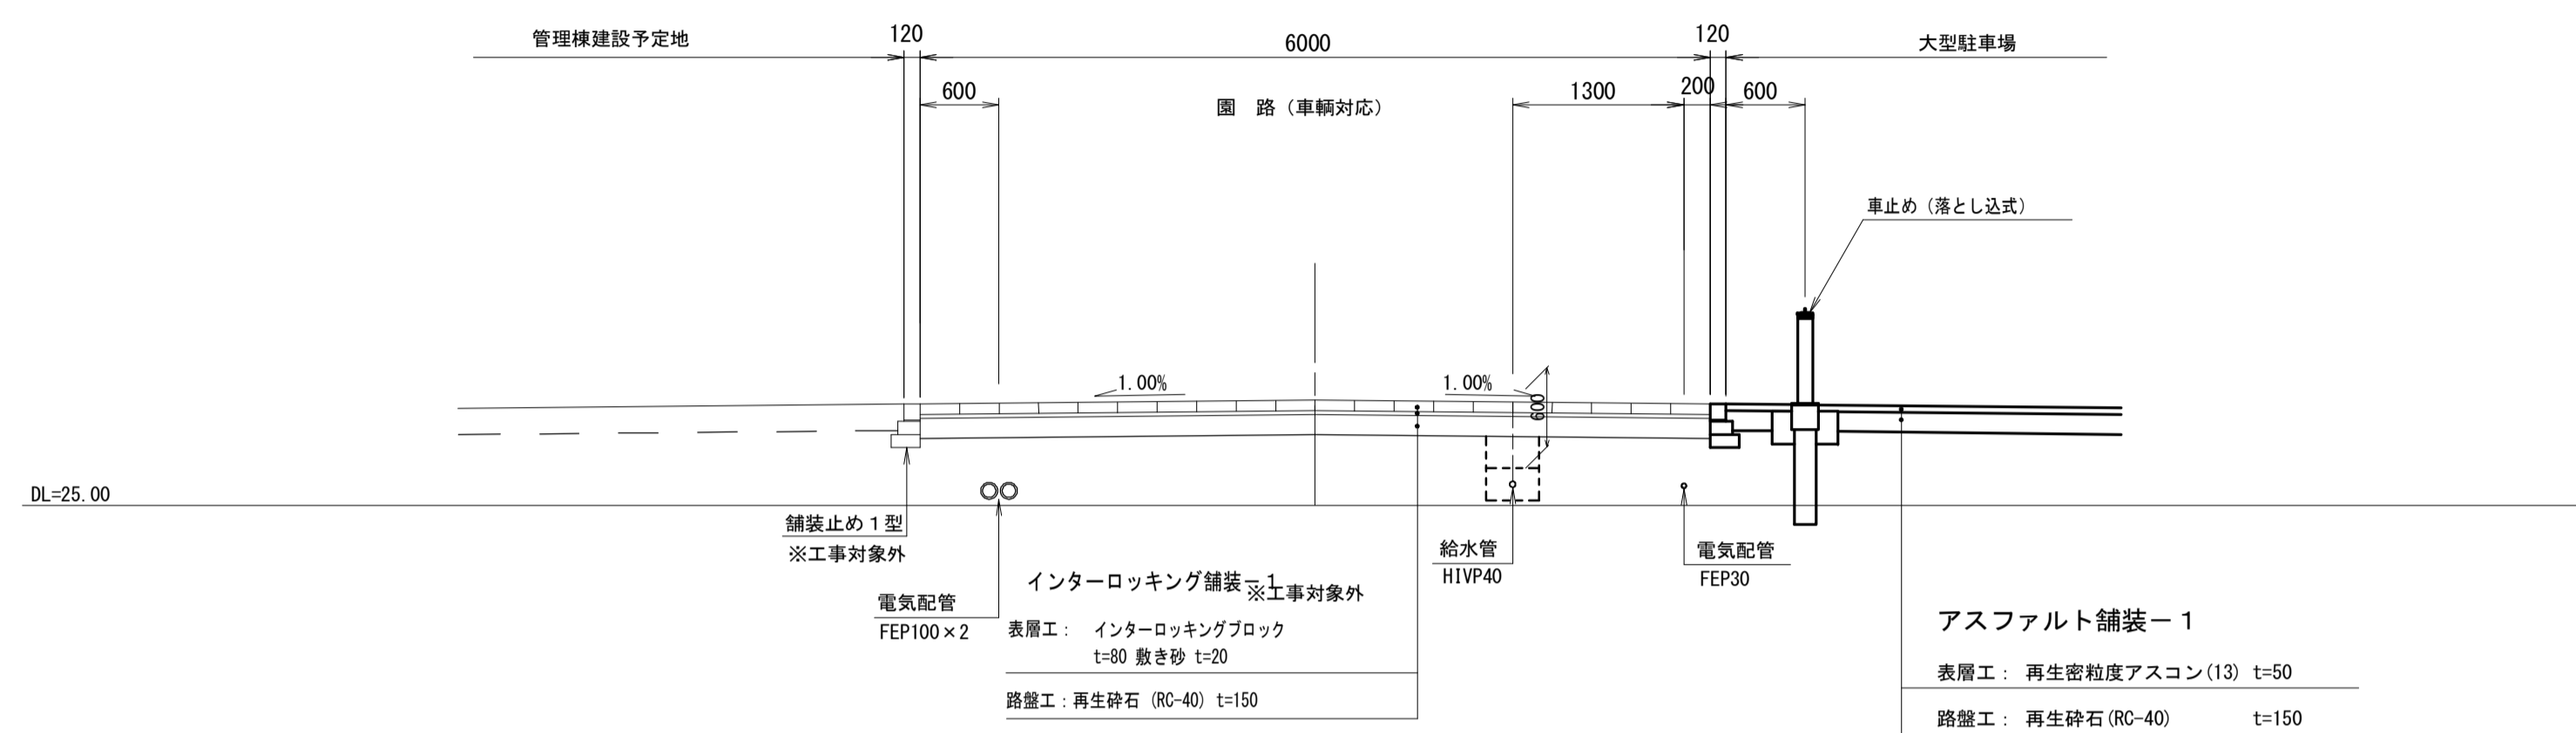 管理棟建設予定地
120
6000
120
大型駐車場
600
園　路（車輌対応）
1300
200
600
車止め（落とし込式）
1.00%
1.00%
600
DL=25.00
舗装止め１型
※工事対象外
電気配管
FEP100×2
インターロッキング舗装－１
※工事対象外
表層工：　インターロッキングブロック
t=80 敷き砂 t=20
路盤工：再生砕石 (RC-40) t=150
給水管
HIVP40
電気配管
FEP30
アスファルト舗装－１
表層工： 再生密粒度アスコン(13) t=50
路盤工： 再生砕石(RC-40) t=150